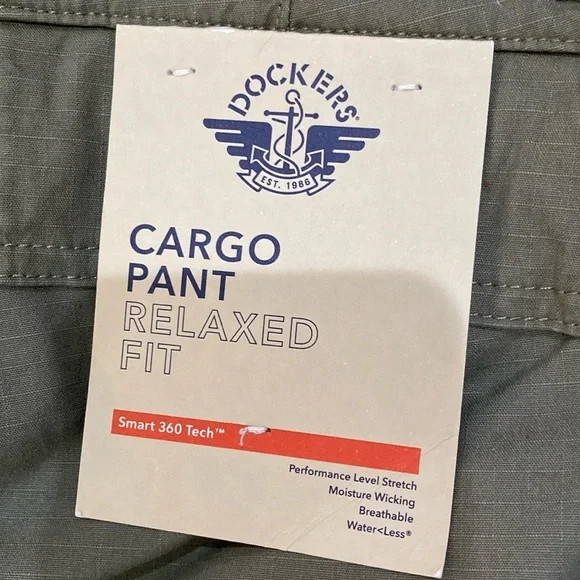 DOCKERS®
EST. 1986
CARGO
PANT
RELAXED
FIT
Smart 360 Tech™
Performance Level Stretch
Moisture Wicking
Breathable
Water<Less®